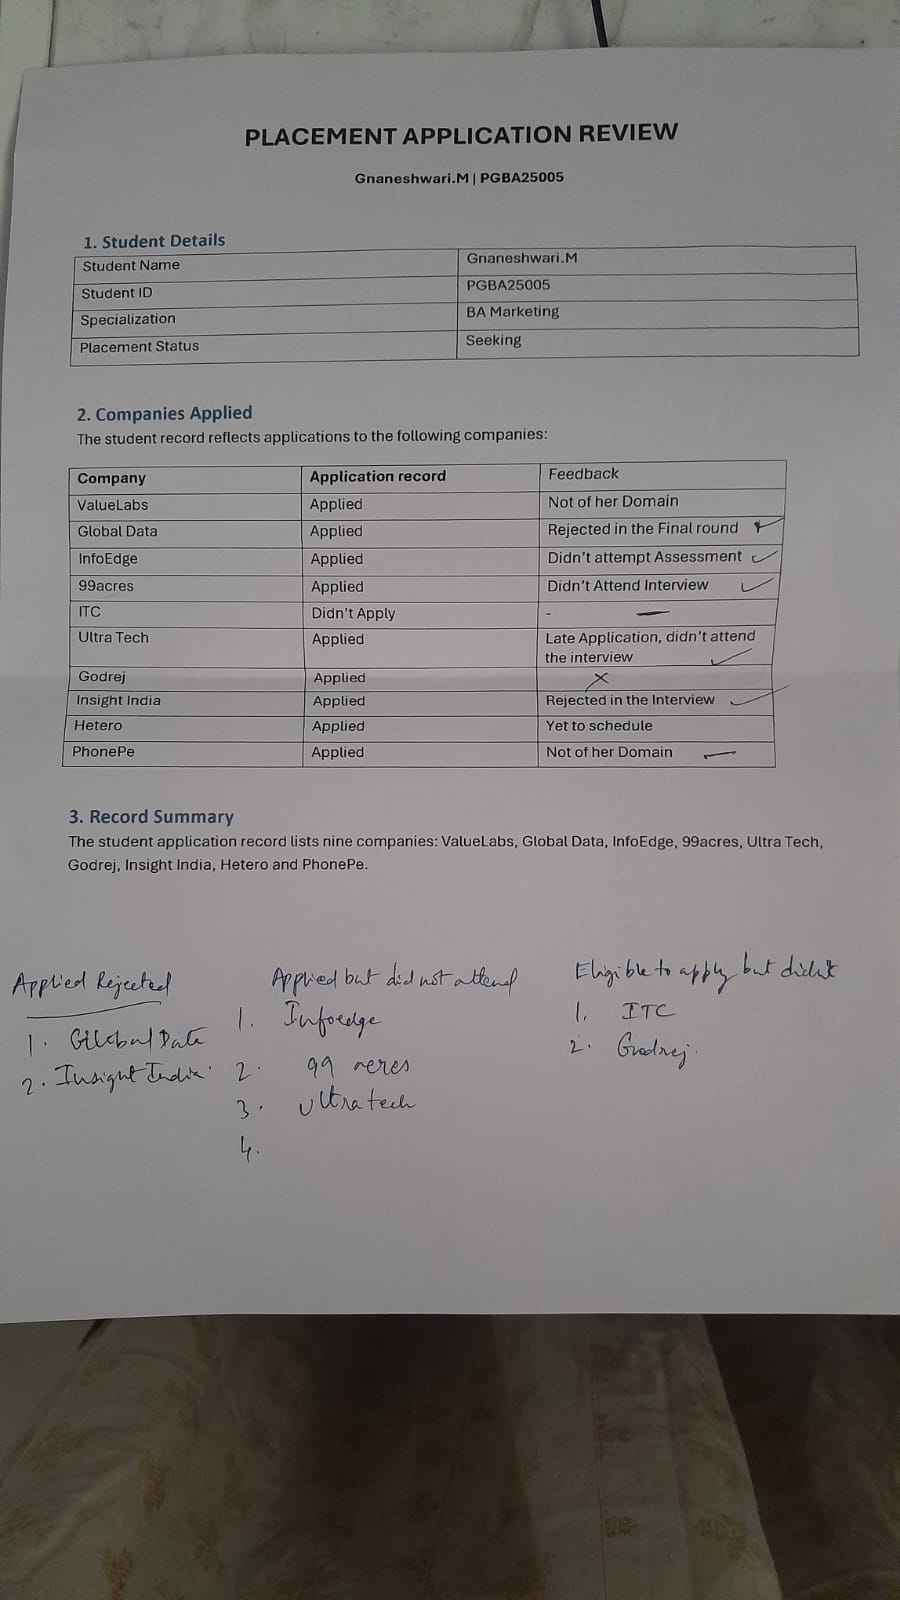 PLACEMENT APPLICATION REVIEW
Gnaneshwari.M | PGBA25005
1. Student Details
Student Name Gnaneshwari.M
Student ID PGBA25005
Specialization BA Marketing
Placement Status Seeking
2. Companies Applied
The student record reflects applications to the following companies:
Company Application record Feedback
ValueLabs Applied Not of her Domain
Global Data Applied Rejected in the Final round
InfoEdge Applied Didn't attempt Assessment
99acres Applied Didn't Attend Interview
ITC Didn't Apply -
Ultra Tech Applied Late Application, didn't attend
the interview
Godrej Applied
Insight India Applied Rejected in the Interview
Hetero Applied Yet to schedule
PhonePe Applied Not of her Domain
3. Record Summary
The student application record lists nine companies: ValueLabs, Global Data, InfoEdge, 99acres, Ultra Tech,
Godrej, Insight India, Hetero and PhonePe.
Applied Rejected
1. Global Data
2. Insight India.
Applied but did not attend
1. Infoedge
2. 99 acres
3. Ultratech
4.
Eligible to apply but didn't
1. ITC
2. Godrej.